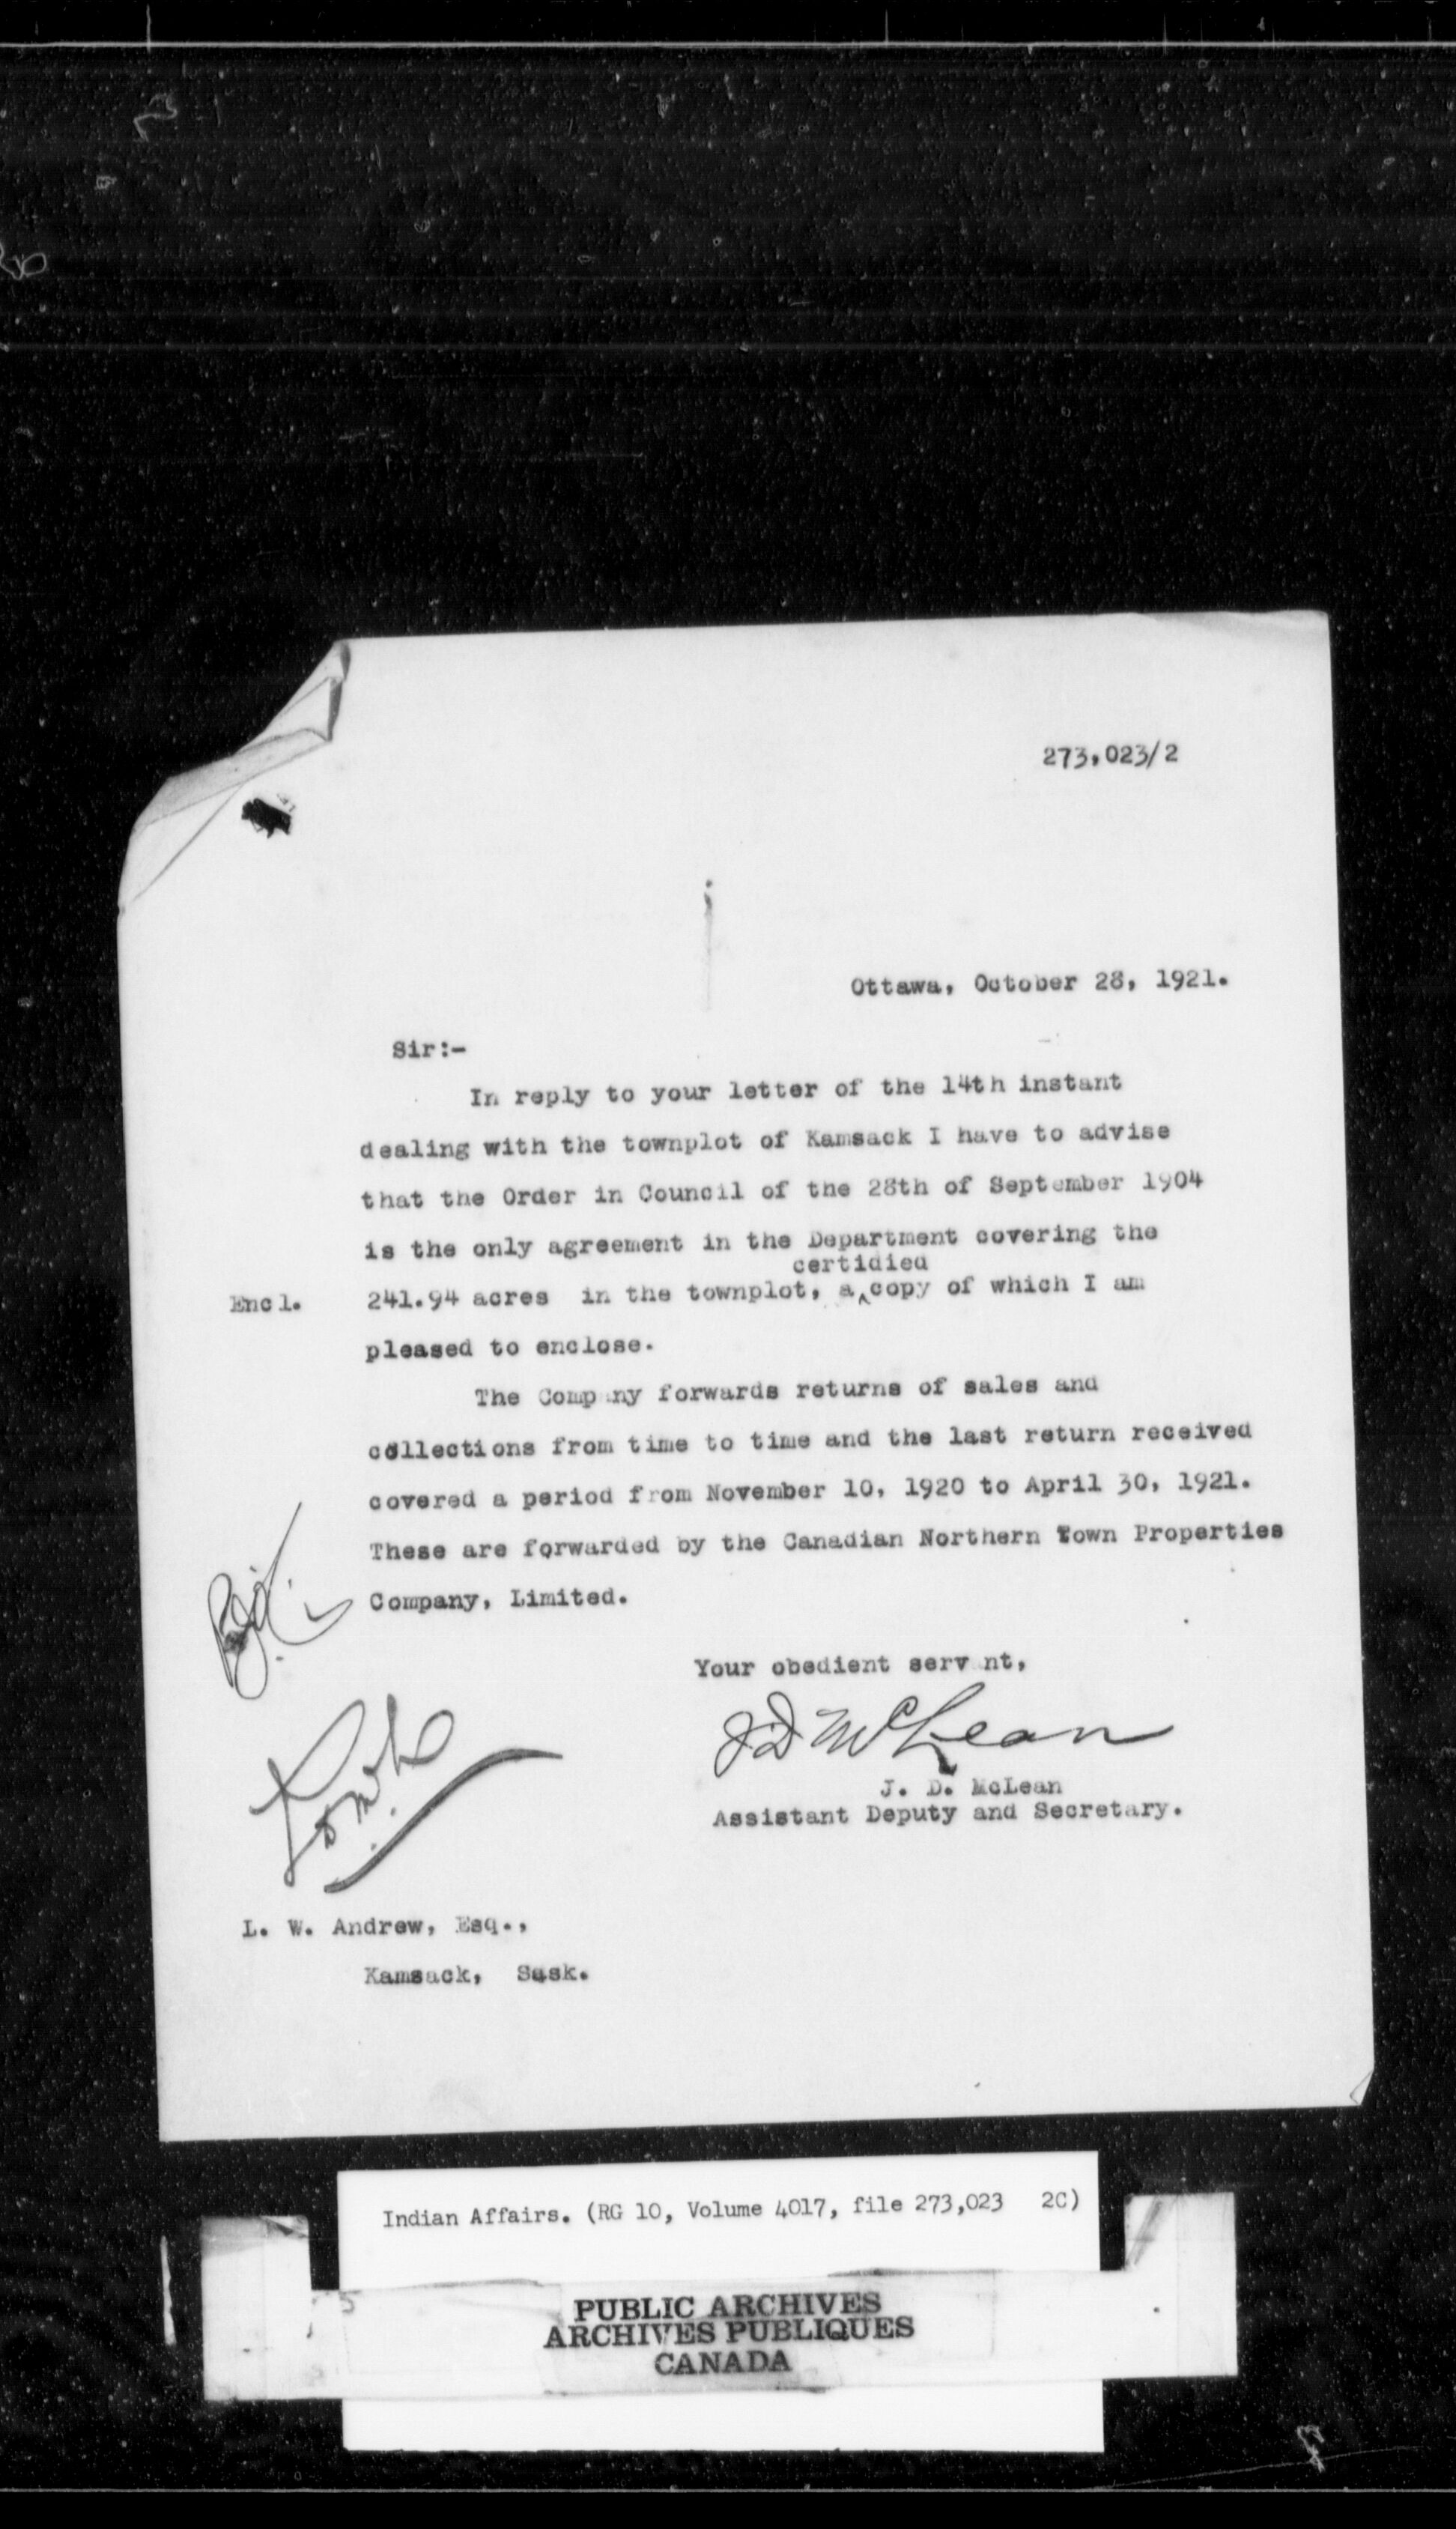 273,023/2
Ottawa, October 28, 1921.
Sir:-
In reply to your letter of the 14th instant
dealing with the townplot of Kamsack I have to advise
that the Order in Council of the 28th of September 1904
is the only agreement in the Department covering the
certidied
Encl. 241.94 acres in the townplot, a ^ copy of which I am
pleased to enclose.
The Comp ny forwards returns of sales and
collections from time to time and the last return received
covered a period from November 10, 1920 to April 30, 1921.
These are forwarded by the Canadian Northern Town Properties
Company, Limited.
Your obedient serv nt,
J D McLean
J. D. McLean
Assistant Deputy and Secretary.
L. W. Andrew, Esq.,
Kamsack, Sask.
Indian Affairs. (RG 10, Volume 4017, file 273,023 2C)
PUBLIC ARCHIVES
ARCHIVES PUBLIQUES
CANADA